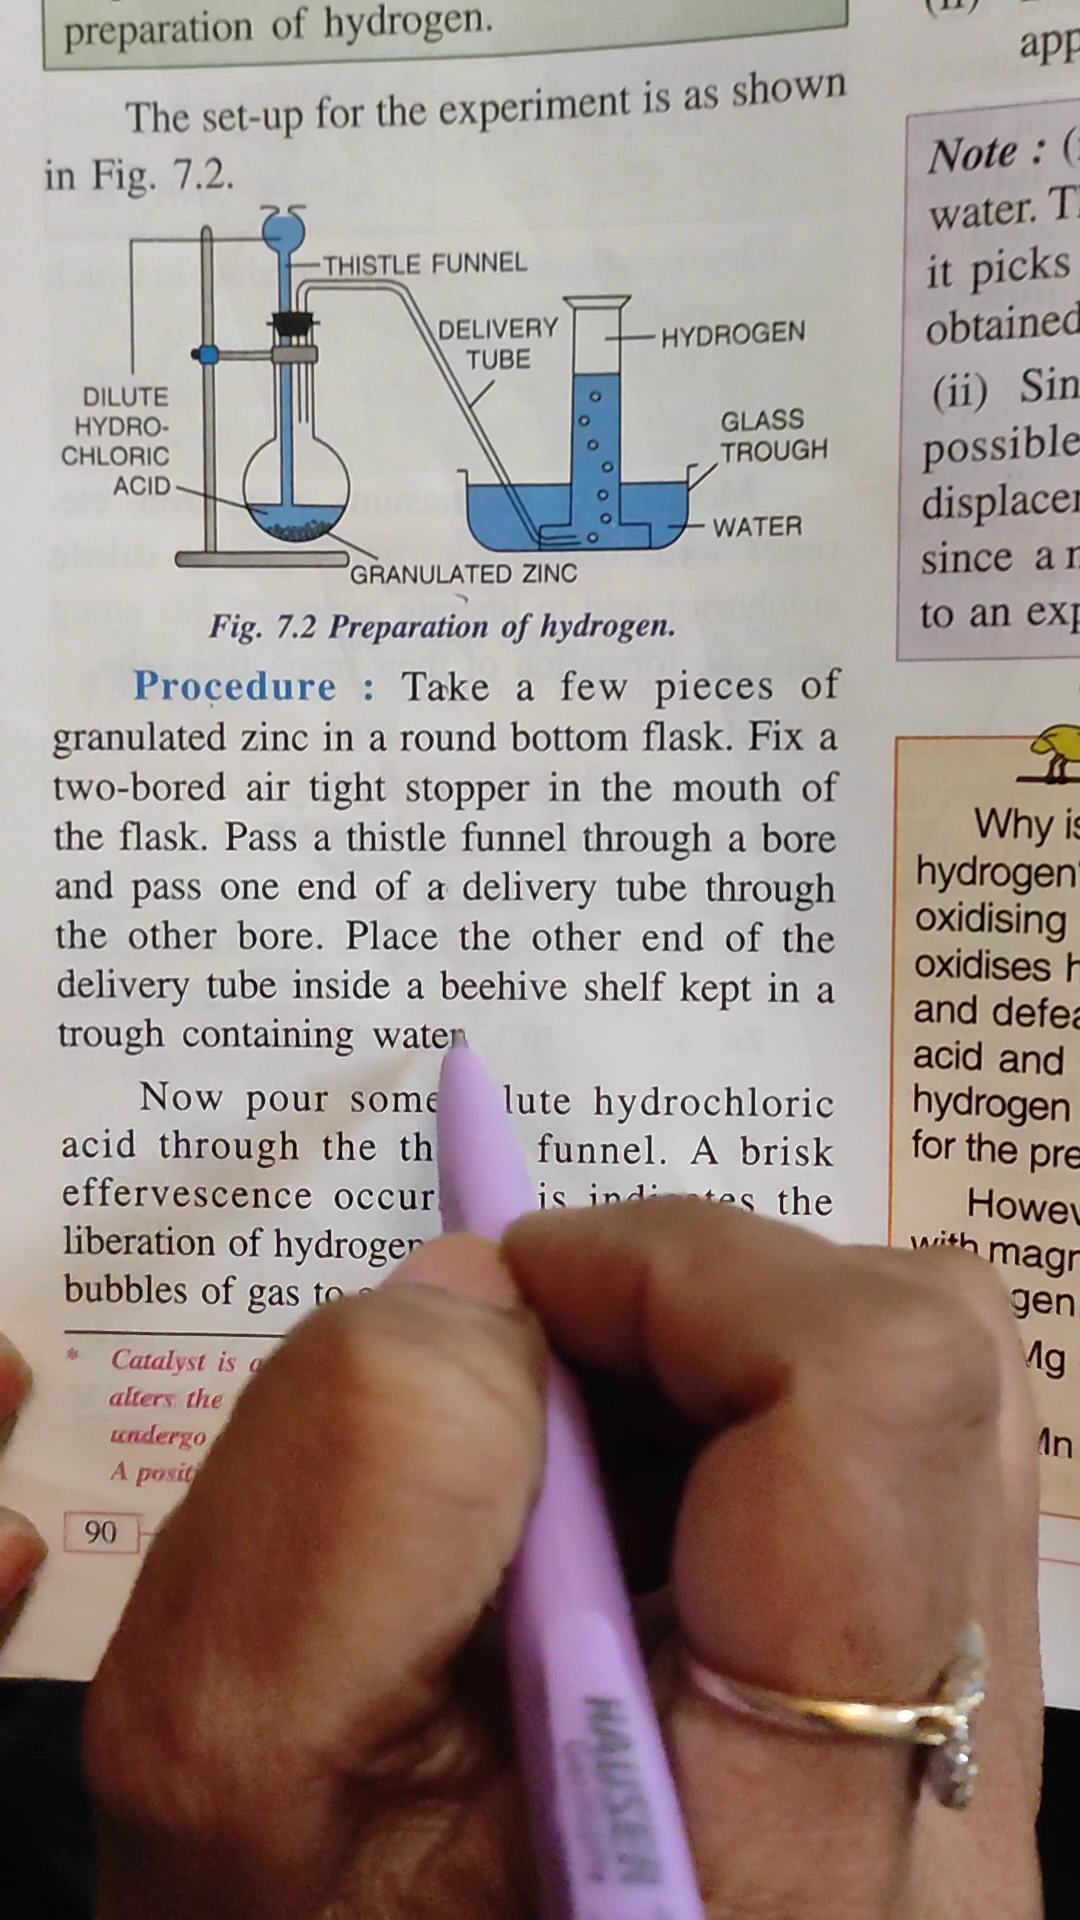 preparation of hydrogen.
The set-up for the experiment is as shown
in Fig. 7.2.
THISTLE FUNNEL
DELIVERY
TUBE
HYDROGEN
DILUTE
HYDRO-
CHLORIC
ACID
GLASS
TROUGH
WATER
GRANULATED ZINC
Fig. 7.2 Preparation of hydrogen.
Procedure : Take a few pieces of
granulated zinc in a round bottom flask. Fix a
two-bored air tight stopper in the mouth of
the flask. Pass a thistle funnel through a bore
and pass one end of a delivery tube through
the other bore. Place the other end of the
delivery tube inside a beehive shelf kept in a
trough containing water
Now pour some lute hydrochloric
acid through the th funnel. A brisk
effervescence occur is indicates the
liberation of hydrogen
bubbles of gas to
* Catalyst is a
alters the
undergo
A posit
90
app
Note : (
water. T
it picks
obtained
(ii) Sin
possible
displacer
since a
to an exp
Why is
hydrogen
oxidising
oxidises h
and defea
acid and
hydrogen
for the pre
Howev
with magn
gen
Mg
Mn
HAUSER